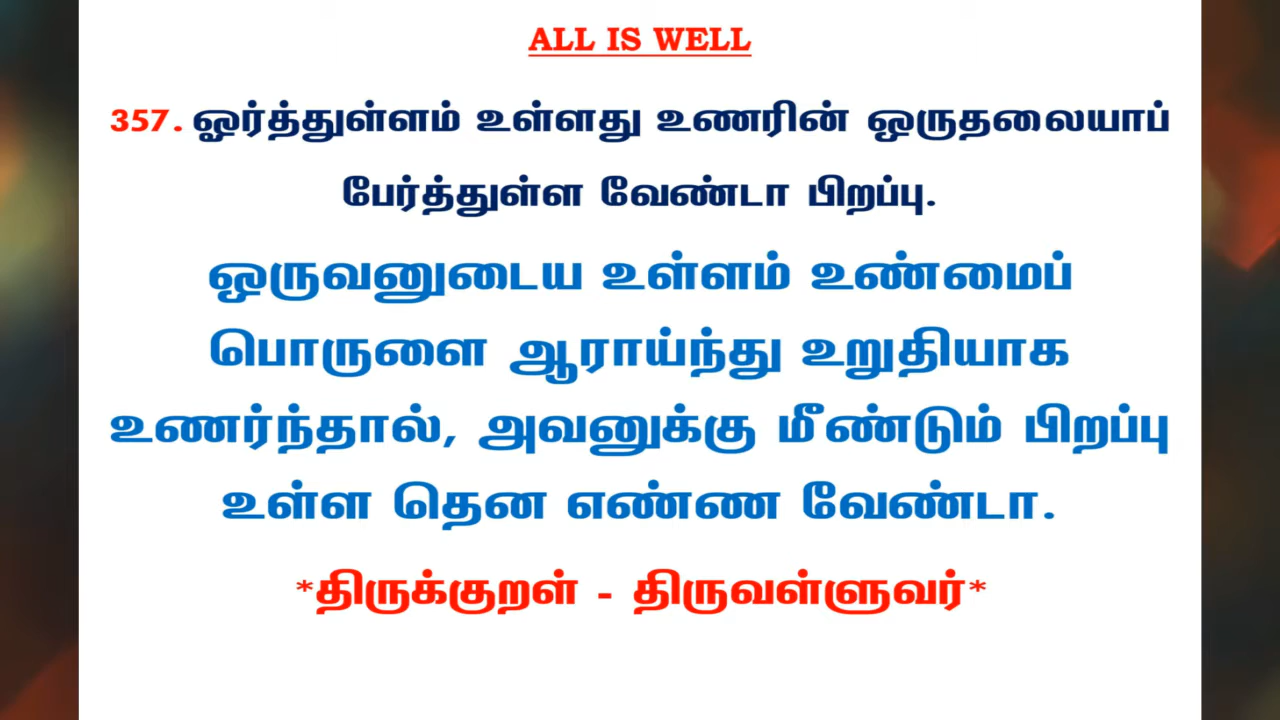 ALL IS WELL
357. ஓர்த்துள்ளம் உள்ளது உணரின் ஒருதலையாப்
பேர்த்துள்ள வேண்டா பிறப்பு.
ஒருவனுடைய உள்ளம் உண்மைப்
பொருளை ஆராய்ந்து உறுதியாக
உணர்ந்தால், அவனுக்கு மீண்டும் பிறப்பு
உள்ள தென எண்ண வேண்டா.
*திருக்குறள் - திருவள்ளுவர்*